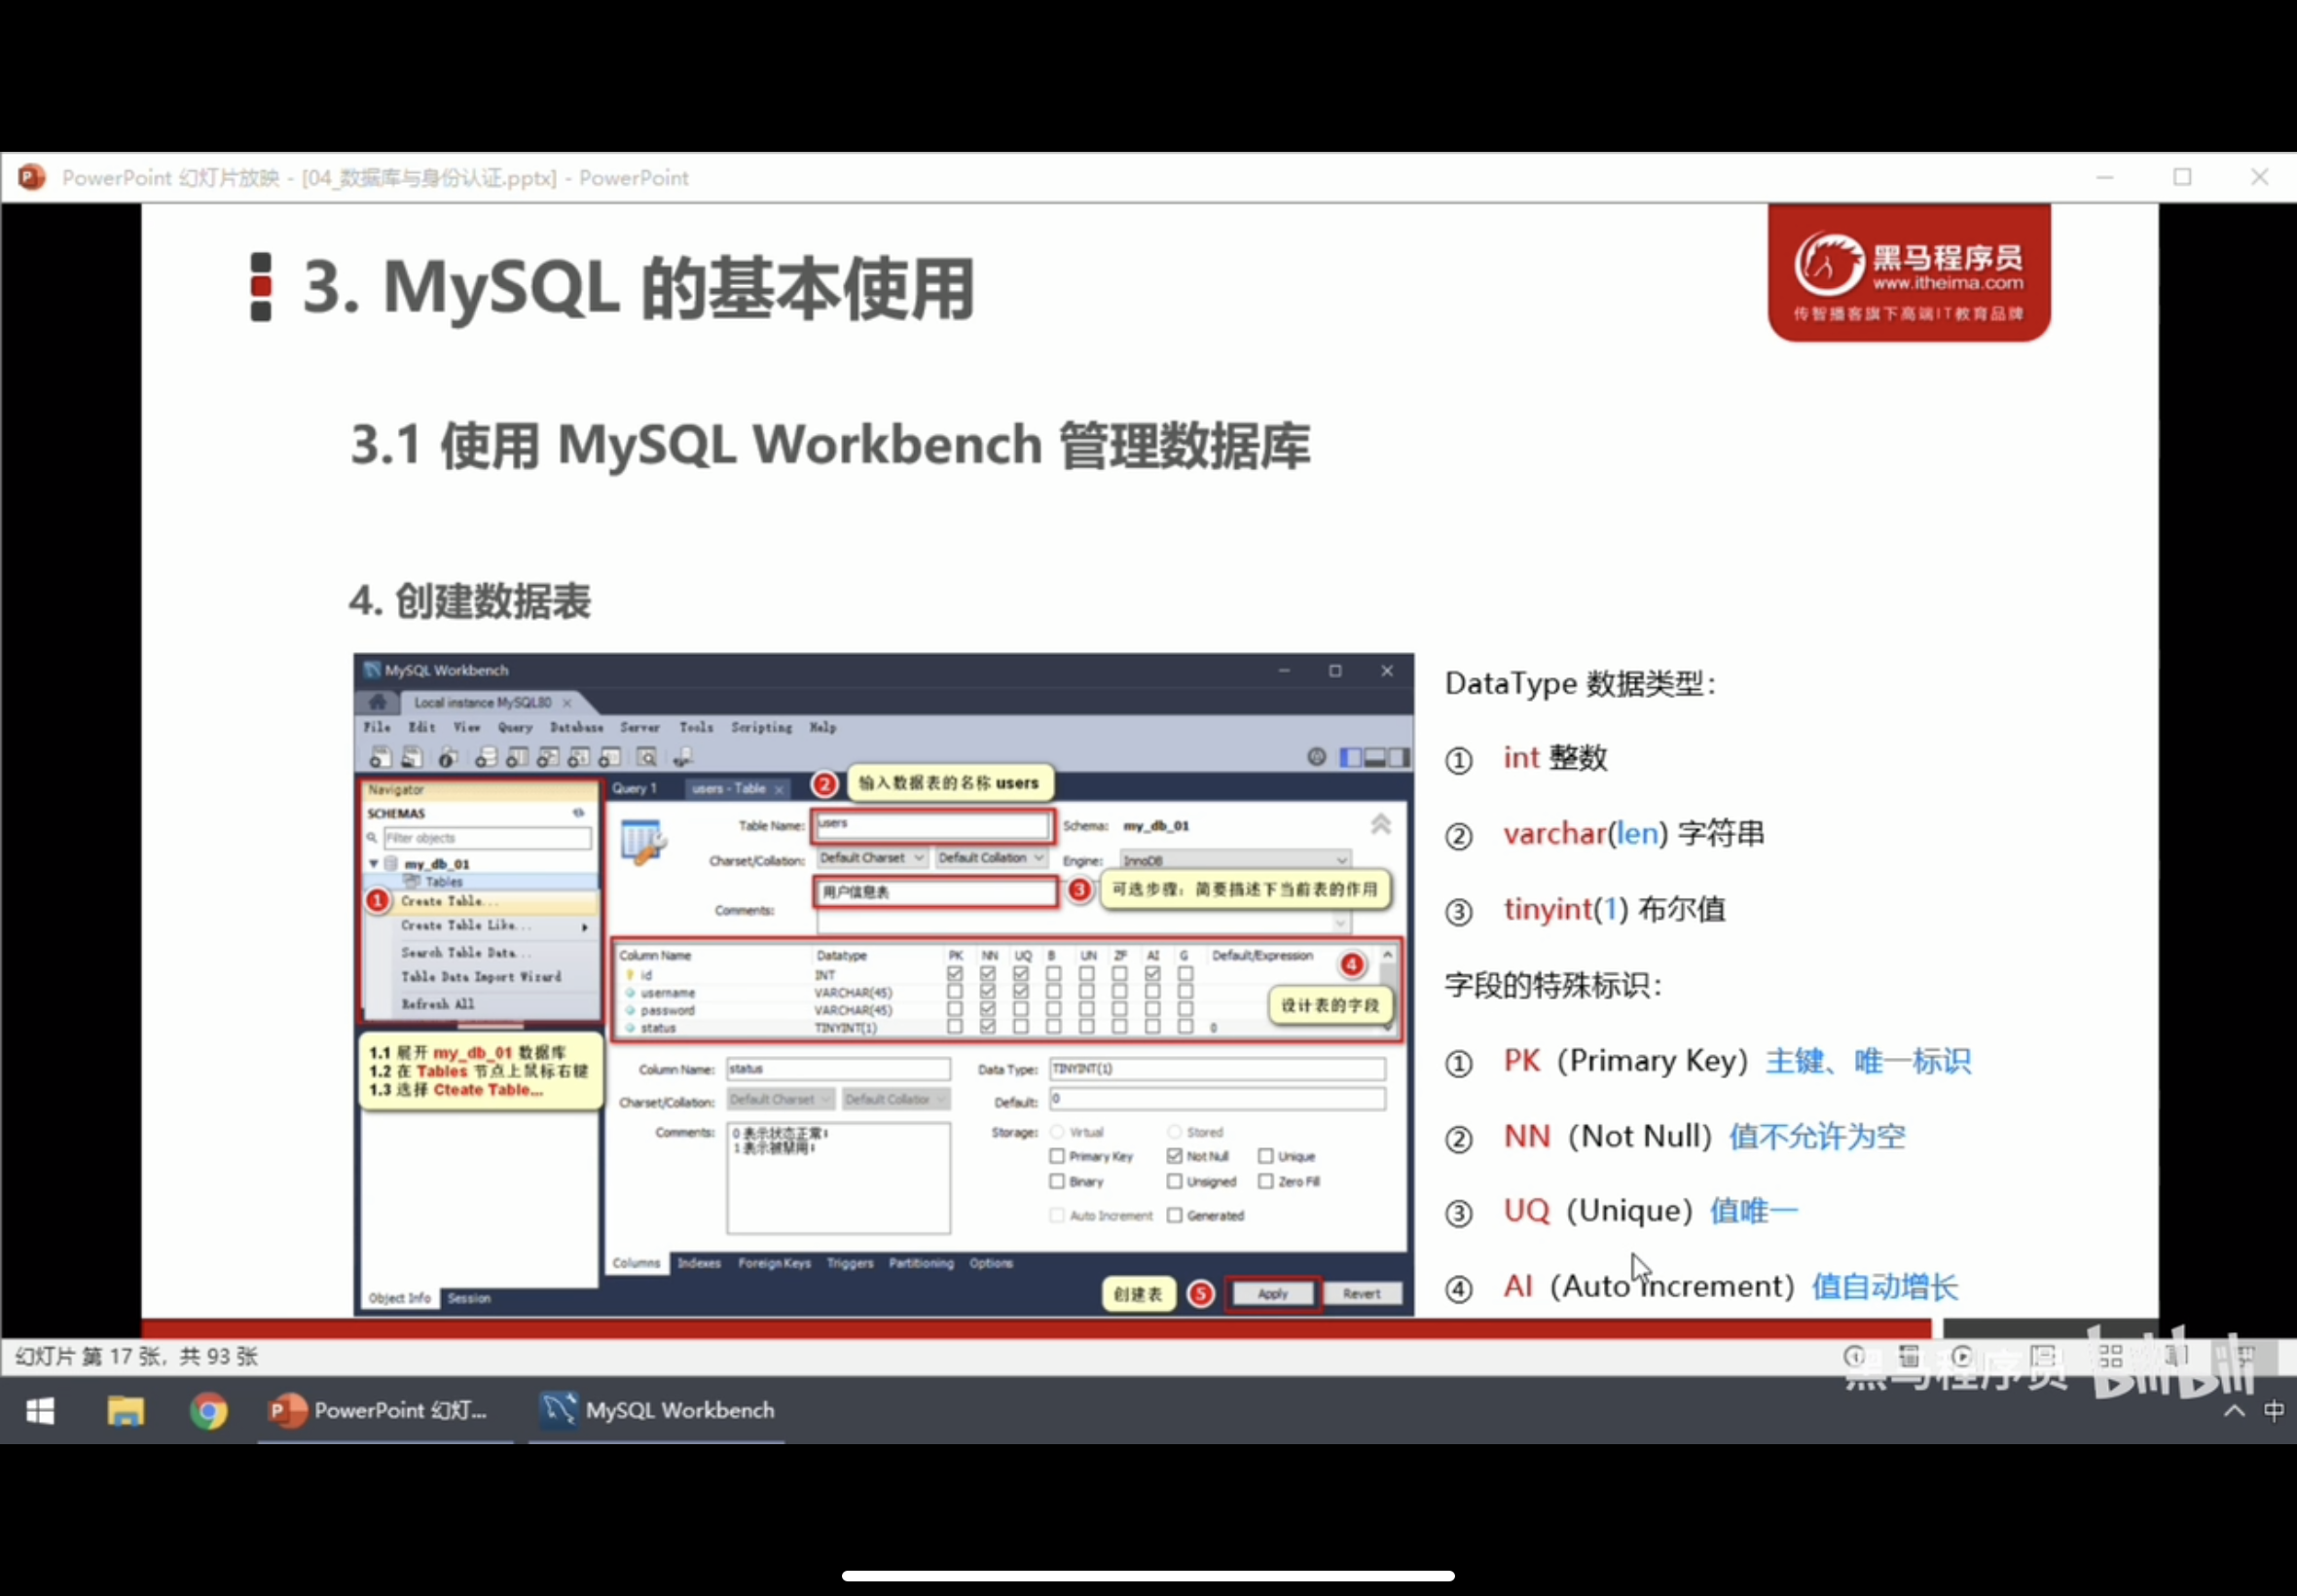 PowerPoint 幻灯片放映 - [04_数据库与身份认证.pptx] - PowerPoint
3. MySQL 的基本使用
黑马程序员
www.itheima.com
传智播客旗下高端IT教育品牌
3.1 使用 MySQL Workbench 管理数据库
4. 创建数据表
MySQL Workbench
Local instance MySQL80
File Edit View Query Database Server Tools Scripting Help
Navigator
SCHEMAS
Filter objects
my_db_01
Tables
1
Create Table...
Create Table Like...
Search Table Data...
Table Data Import Wizard
Refresh All
1.1 展开 my_db_01 数据库
1.2 在 Tables 节点上鼠标右键
1.3 选择 Cteate Table...
Object Info Session
Query 1 users - Table
2 输入数据表的名称 users
Table Name: users Schema: my_db_01
Charset/Collation: Default Charset Default Collation Engine: InnoDB
Comments: 用户信息表
3 可选步骤：简要描述下当前表的作用
Column Name Datatype PK NN UQ B UN ZF AI G Default/Expression
id INT
username VARCHAR(45)
password VARCHAR(45)
status TINYINT(1) 0
4 设计表的字段
Column Name: status Data Type: TINYINT(1)
Charset/Collation: Default Charset Default Collation Default: 0
Comments: 0 表示状态正常；
1 表示被禁用；
Storage: Virtual Stored
Primary Key Not Null Unique
Binary Unsigned Zero Fill
Auto Increment Generated
Columns Indexes Foreign Keys Triggers Partitioning Options
创建表 5 Apply Revert
DataType 数据类型：
① int 整数
② varchar(len) 字符串
③ tinyint(1) 布尔值
字段的特殊标识：
① PK（Primary Key）主键、唯一标识
② NN（Not Null）值不允许为空
③ UQ（Unique）值唯一
④ AI（Auto Increment）值自动增长
幻灯片 第 17 张，共 93 张
黑马程序员 bilibili
PowerPoint 幻灯... MySQL Workbench
中